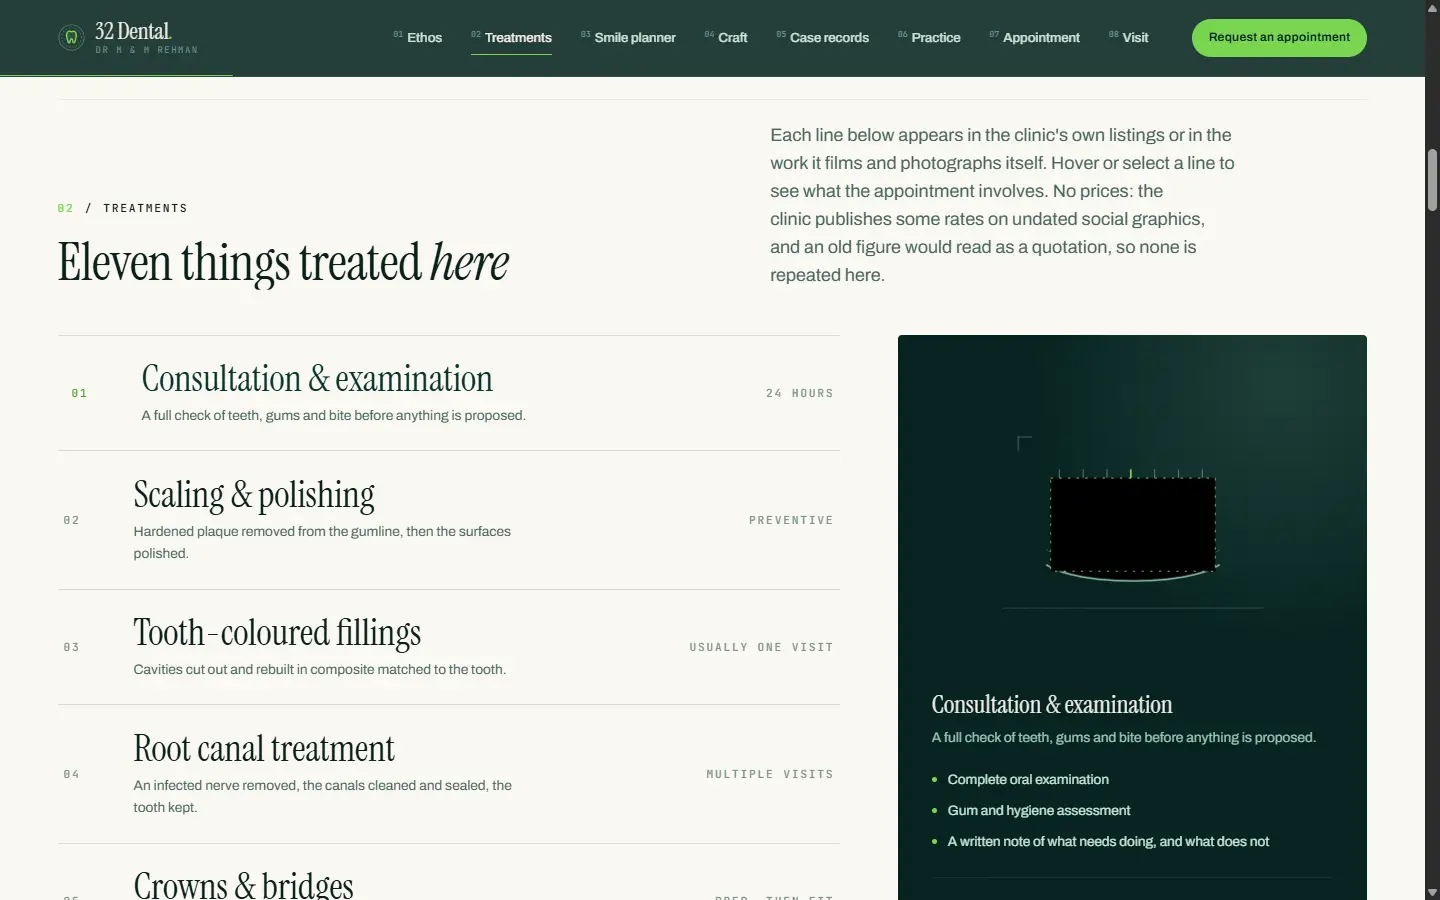 32 Dental.
DR M & M REHMAN
01 Ethos
02 Treatments
03 Smile planner
04 Craft
05 Case records
06 Practice
07 Appointment
08 Visit
Request an appointment
Each line below appears in the clinic's own listings or in the
work it films and photographs itself. Hover or select a line to
see what the appointment involves. No prices: the
clinic publishes some rates on undated social graphics,
and an old figure would read as a quotation, so none is
repeated here.
02 / TREATMENTS
Eleven things treated here
01
Consultation & examination
A full check of teeth, gums and bite before anything is proposed.
24 HOURS
02
Scaling & polishing
Hardened plaque removed from the gumline, then the surfaces
polished.
PREVENTIVE
03
Tooth-coloured fillings
Cavities cut out and rebuilt in composite matched to the tooth.
USUALLY ONE VISIT
04
Root canal treatment
An infected nerve removed, the canals cleaned and sealed, the
tooth kept.
MULTIPLE VISITS
Crowns & bridges
Consultation & examination
A full check of teeth, gums and bite before anything is proposed.
Complete oral examination
Gum and hygiene assessment
A written note of what needs doing, and what does not